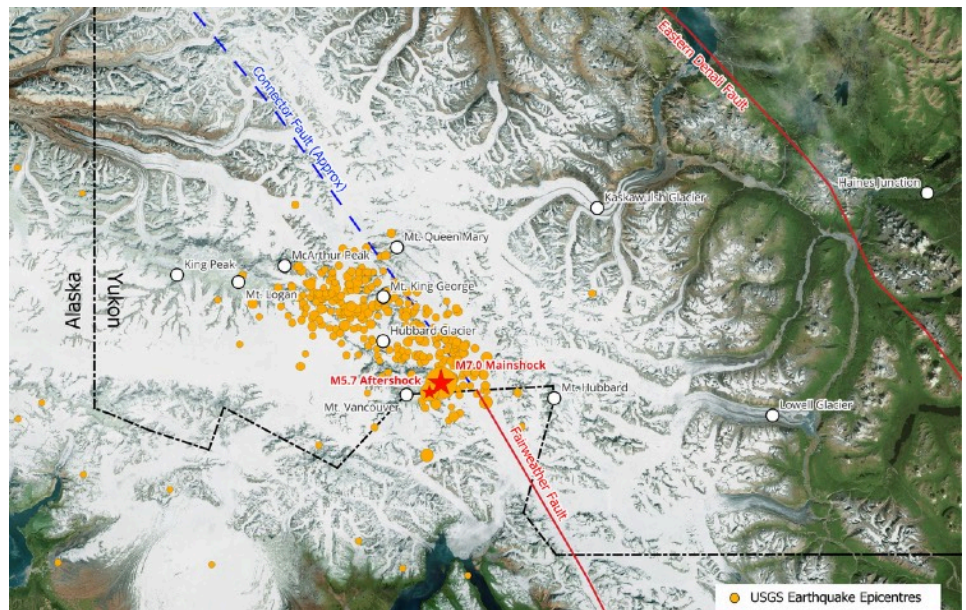 Eastern Denali Fault
Connector Fault (Approx)
Haines Junction
Kaskawulsh Glacier
Mt. Queen Mary
McArthur Peak
King Peak
Mt. Logan
Mt. King George
Alaska
Yukon
Hubbard Glacier
M7.0 Mainshock
M5.7 Aftershock
Mt. Hubbard
Mt. Vancouver
Lowell Glacier
Fairweather Fault
USGS Earthquake Epicentres